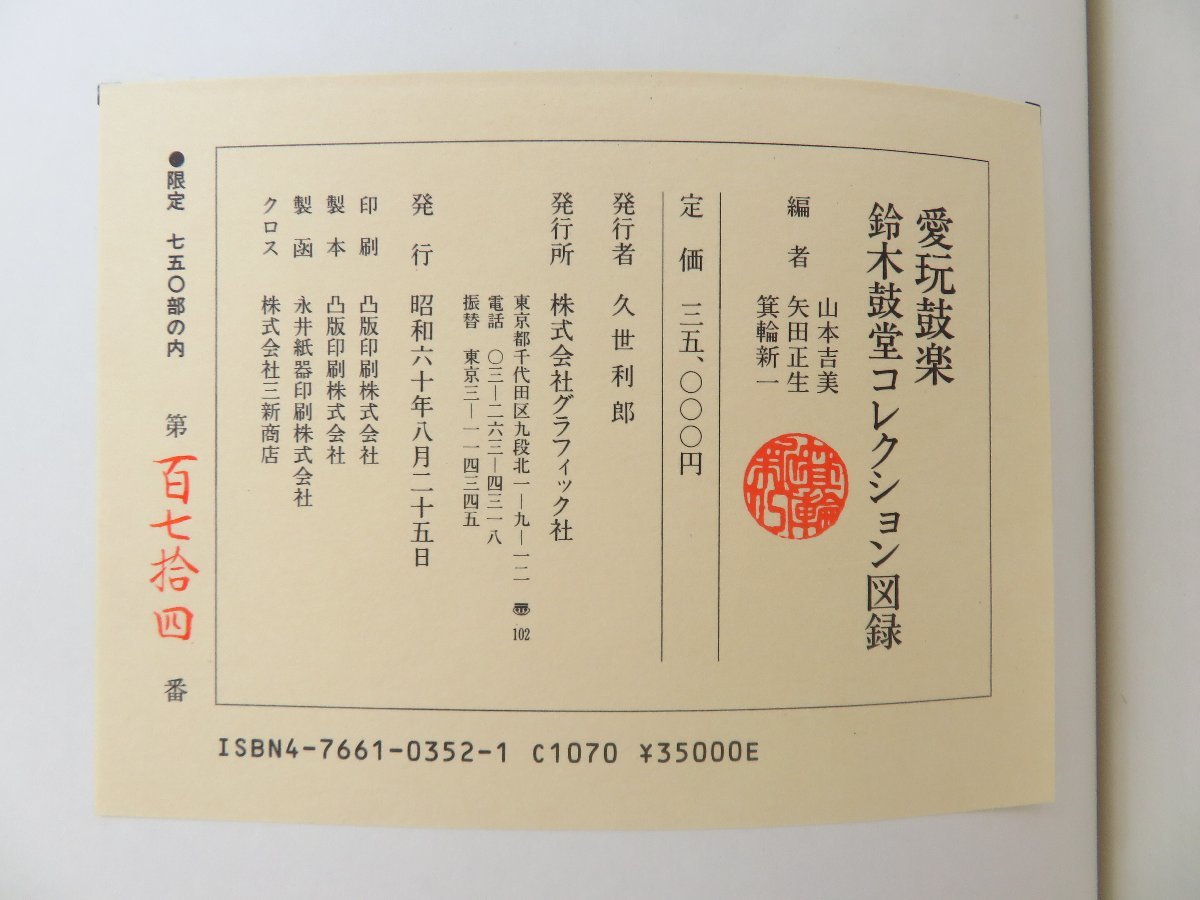 愛玩鼓楽
鈴木鼓堂コレクション図録
編者 山本吉美
矢田正生
箕輪新一
定価 三五、〇〇〇円
発行者 久世利郎
発行所 株式会社グラフィック社
東京都千代田区九段北一―九―一二 〠102
電話 〇三―二六三―四三一八
振替 東京三―一一四三四五
発行 昭和六十年八月二十五日
印刷 凸版印刷株式会社
製本 凸版印刷株式会社
製函 永井紙器印刷株式会社
クロス 株式会社三新商店
●限定 七五〇部の内 第百七拾四番
ISBN4-7661-0352-1 C1070 ¥35000E